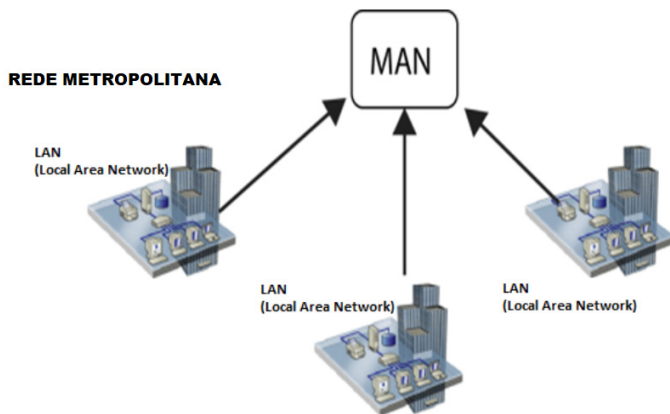 MAN
REDE METROPOLITANA
LAN
(Local Area Network)
LAN
(Local Area Network)
LAN
(Local Area Network)